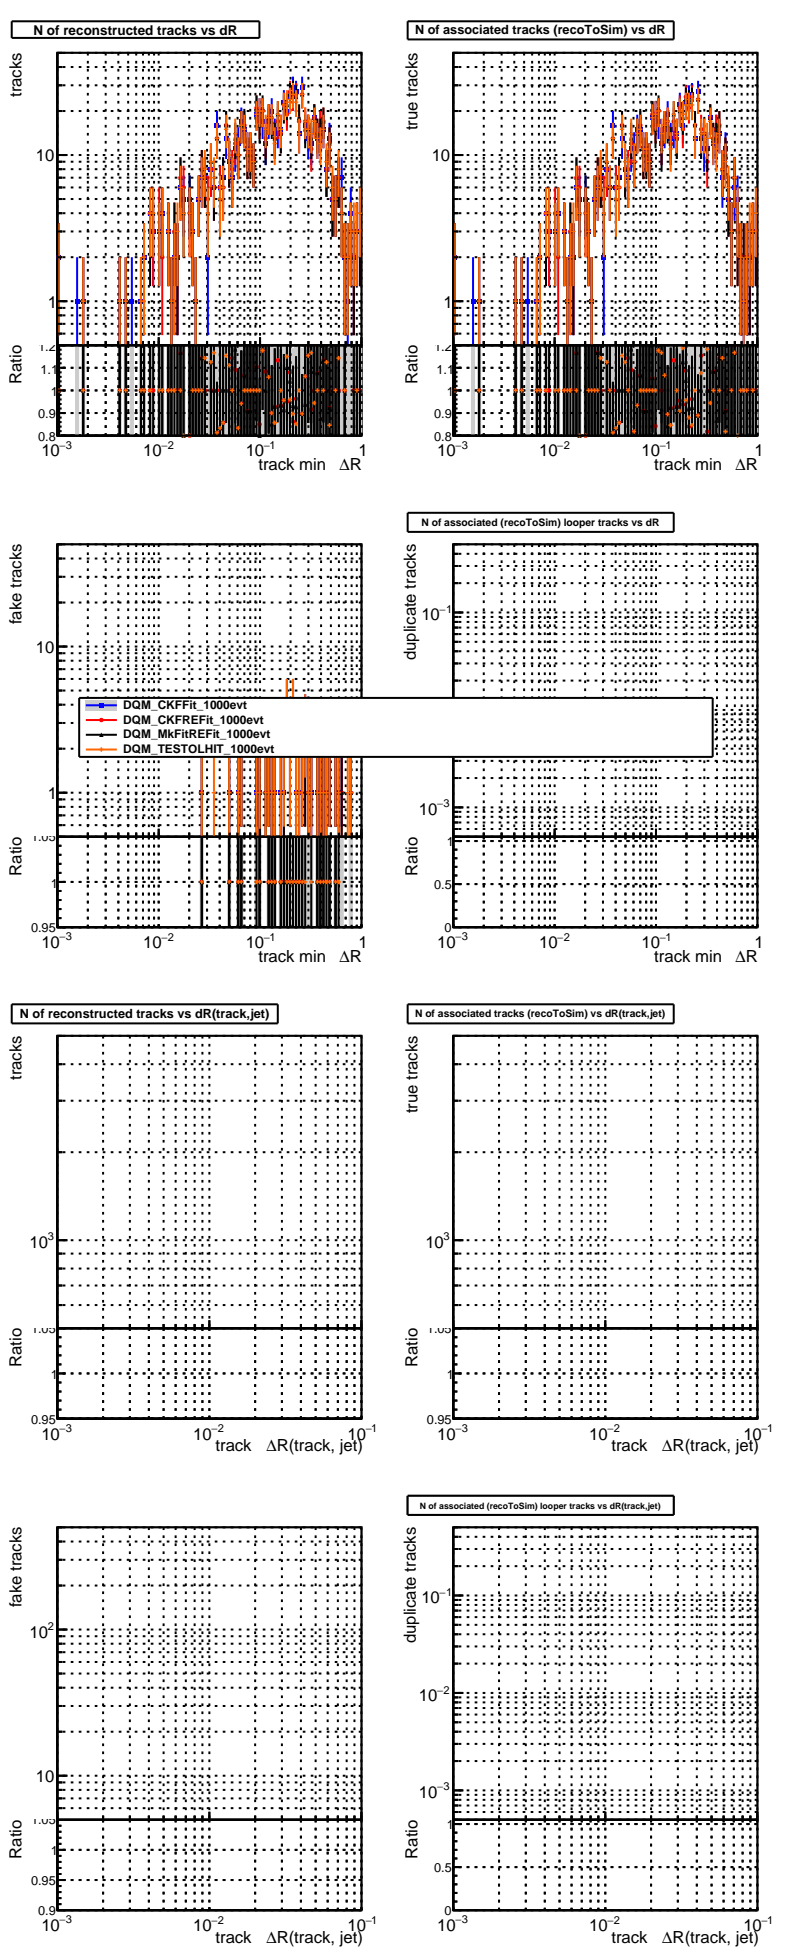 N of reconstructed tracks vs dR
tracks
10
1
Ratio
1.2
1.1
1
0.9
0.8
10−3
10−2
10−1
1
track min ΔR
N of associated tracks (recoToSim) vs dR
true tracks
10
1
Ratio
1.2
1.1
1
0.9
0.8
10−3
10−2
10−1
1
track min ΔR
fake tracks
10
1
Ratio
1.05
1
0.95
10−3
10−2
10−1
1
track min ΔR
N of associated (recoToSim) looper tracks vs dR
duplicate tracks
10−1
10−3
Ratio
1
0.5
0
10−3
10−2
10−1
1
track min ΔR
DQM_CKFFit_1000evt
DQM_CKFREFit_1000evt
DQM_MkFitREFit_1000evt
DQM_TESTOLHIT_1000evt
N of reconstructed tracks vs dR(track,jet)
tracks
103
Ratio
1.05
1
0.95
10−3
10−2
10−1
track ΔR(track, jet)
N of associated tracks (recoToSim) vs dR(track,jet)
true tracks
103
Ratio
1.05
1
0.95
10−3
10−2
10−1
track ΔR(track, jet)
fake tracks
102
10
Ratio
1.05
1
0.95
0.9
10−3
10−2
10−1
track ΔR(track, jet)
N of associated (recoToSim) looper tracks vs dR(track,jet)
duplicate tracks
10−1
10−2
10−3
Ratio
1
0.5
0
10−3
10−2
10−1
track ΔR(track, jet)